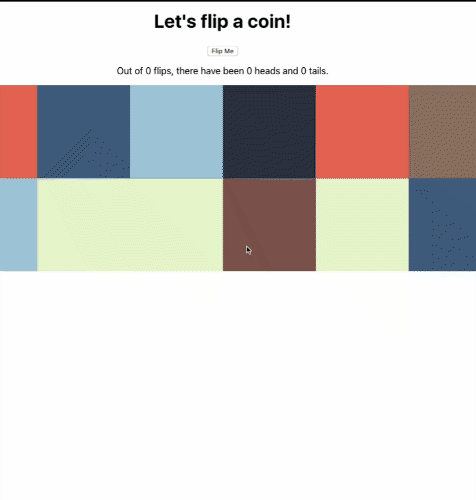 Let's flip a coin!
Flip Me
Out of 0 flips, there have been 0 heads and 0 tails.